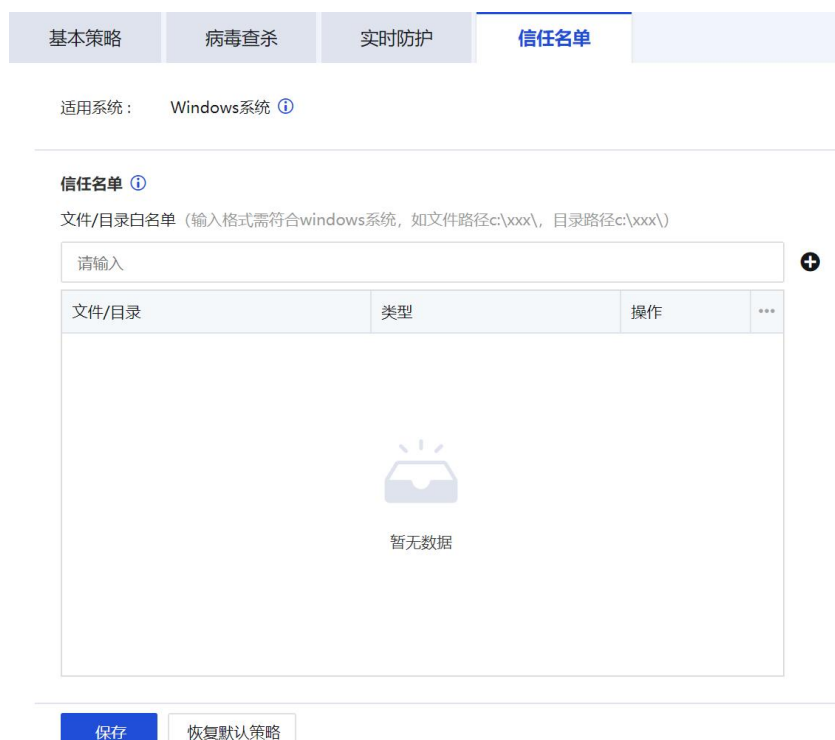 基本策略 病毒查杀 实时防护 信任名单
适用系统： Windows系统
信任名单
文件/目录白名单（输入格式需符合windows系统，如文件路径c:\xxx\，目录路径c:\xxx\）
请输入
文件/目录 类型 操作
暂无数据
保存 恢复默认策略